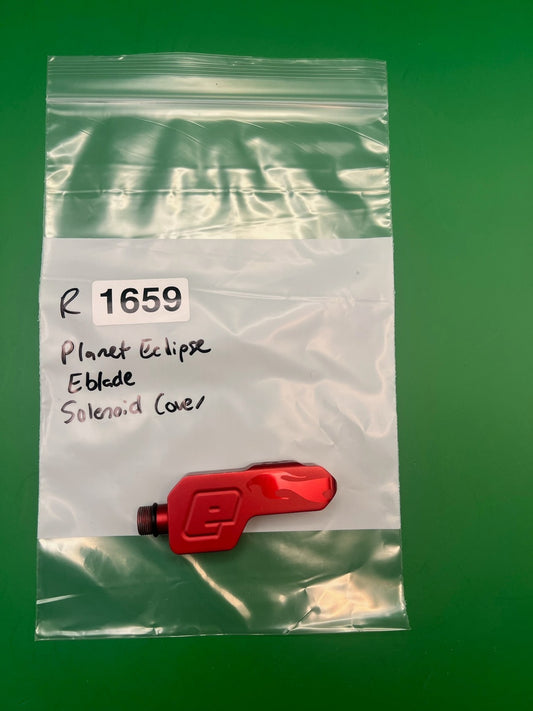 R 1659
Planet Eclipse
Eblade
Solenoid Cover
e